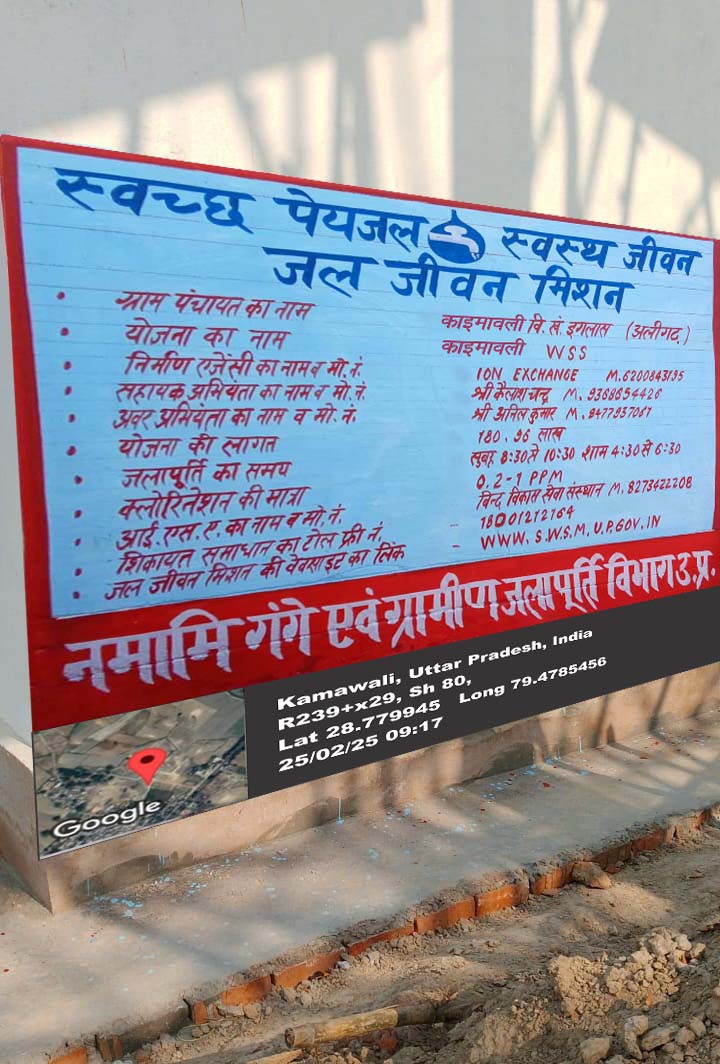 स्वच्छ पेयजल स्वस्थ जीवन
जल जीवन मिशन
• ग्राम पंचायत का नाम काइमावली वि.खं.इगलास (अलीगढ़)
• योजना का नाम काइमावली WSS
• निर्माण एजेंसी का नाम व मो.नं. ION EXCHANGE M.6200843195
• सहायक अभियंता का नाम व मो.नं. श्री कैलाश चन्द्र M.9368654426
• अवर अभियंता का नाम व मो.नं. श्री अनिल कुमार M.9477957067
• योजना की लागत 180.96 लाख
• जलापूर्ति का समय सुबह 8:30 से 10:30 शाम 4:30 से 6:30
• क्लोरिनेशन की मात्रा 0.2-1 PPM
• आई.एस.ए.का नाम व मो.नं. विन्द विकास सेवा संस्थान M.8273422208
• शिकायत समाधान का टोल फ्री नं. - 18001212164
• जल जीवन मिशन की वेवसाइट का लिंक - WWW.S.W.S.M.U.P.GOV.IN
नमामि गंगे एवं ग्रामीण जलापूर्ति विभाग उ.प्र.
Kamawali, Uttar Pradesh, India
R239+x29, Sh 80,
Lat 28.779945 Long 79.4785456
25/02/25 09:17
Google